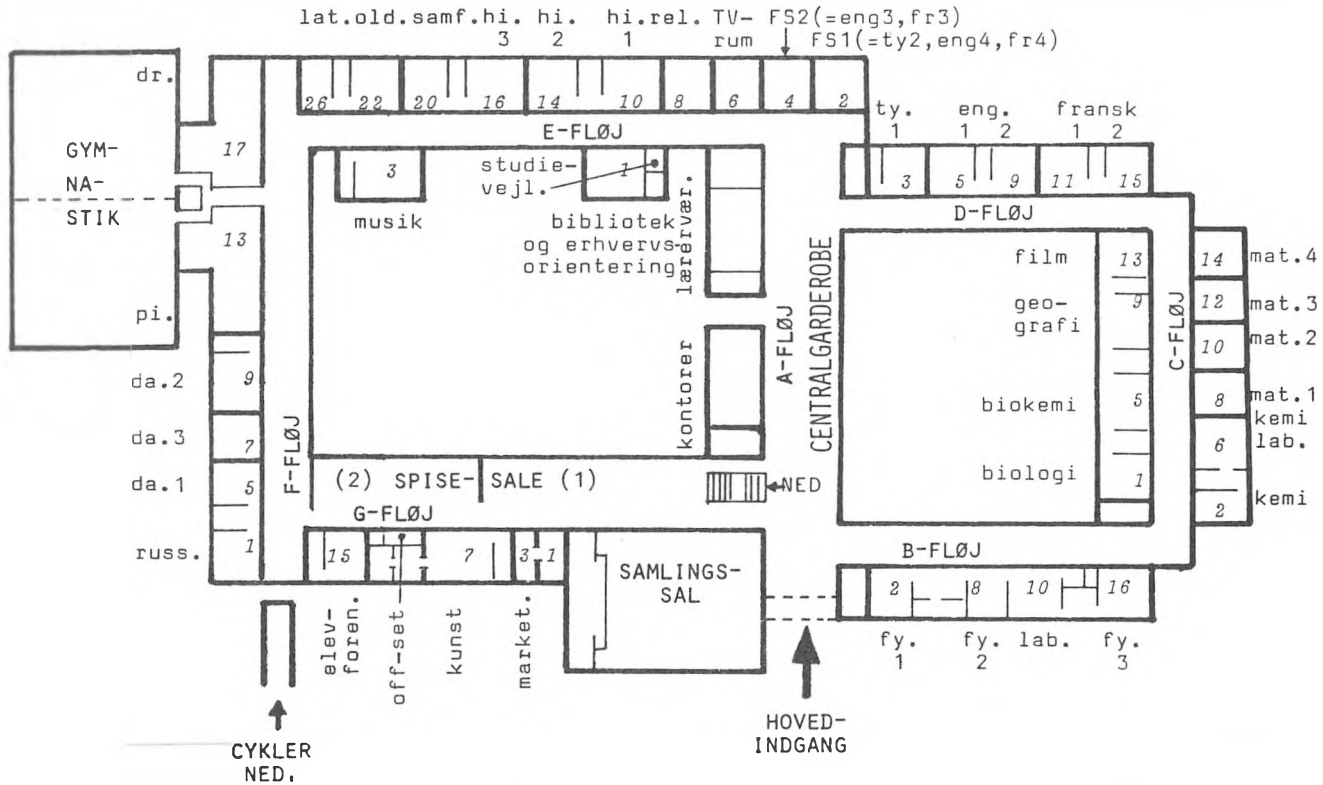 lat.old.samf.hi. hi. hi.rel. TV- FS2(=eng3,fr3)
3 2 1 rum FS1(=ty2,eng4,fr4)
dr.
26 22 20 16 14 10 8 6 4 2
E-FLØJ
ty. eng. fransk
1 1 2 1 2
3 5 9 11 15
D-FLØJ
GYM-
NA-
STIK
17
13
pi.
3
musik
studie-
vejl.
1
bibliotek
og erhvervs-
orientering
lærervær.
kontorer
A-FLØJ
CENTRALGARDEROBE
film 13
geo-
grafi
9
biokemi 5
biologi 1
C-FLØJ
14 mat.4
12 mat.3
10 mat.2
8 mat.1
kemi
lab.
6
2 kemi
da.2 9
da.3 7
da.1 5
russ. 1
F-FLØJ
(2) SPISE- SALE (1)
NED
G-FLØJ
15 7 3 1
elev-
foren.
off-set
kunst
market.
SAMLINGS-
SAL
B-FLØJ
2 8 10 16
fy. fy. lab. fy.
1 2 3
HOVED-
INDGANG
CYKLER
NED.